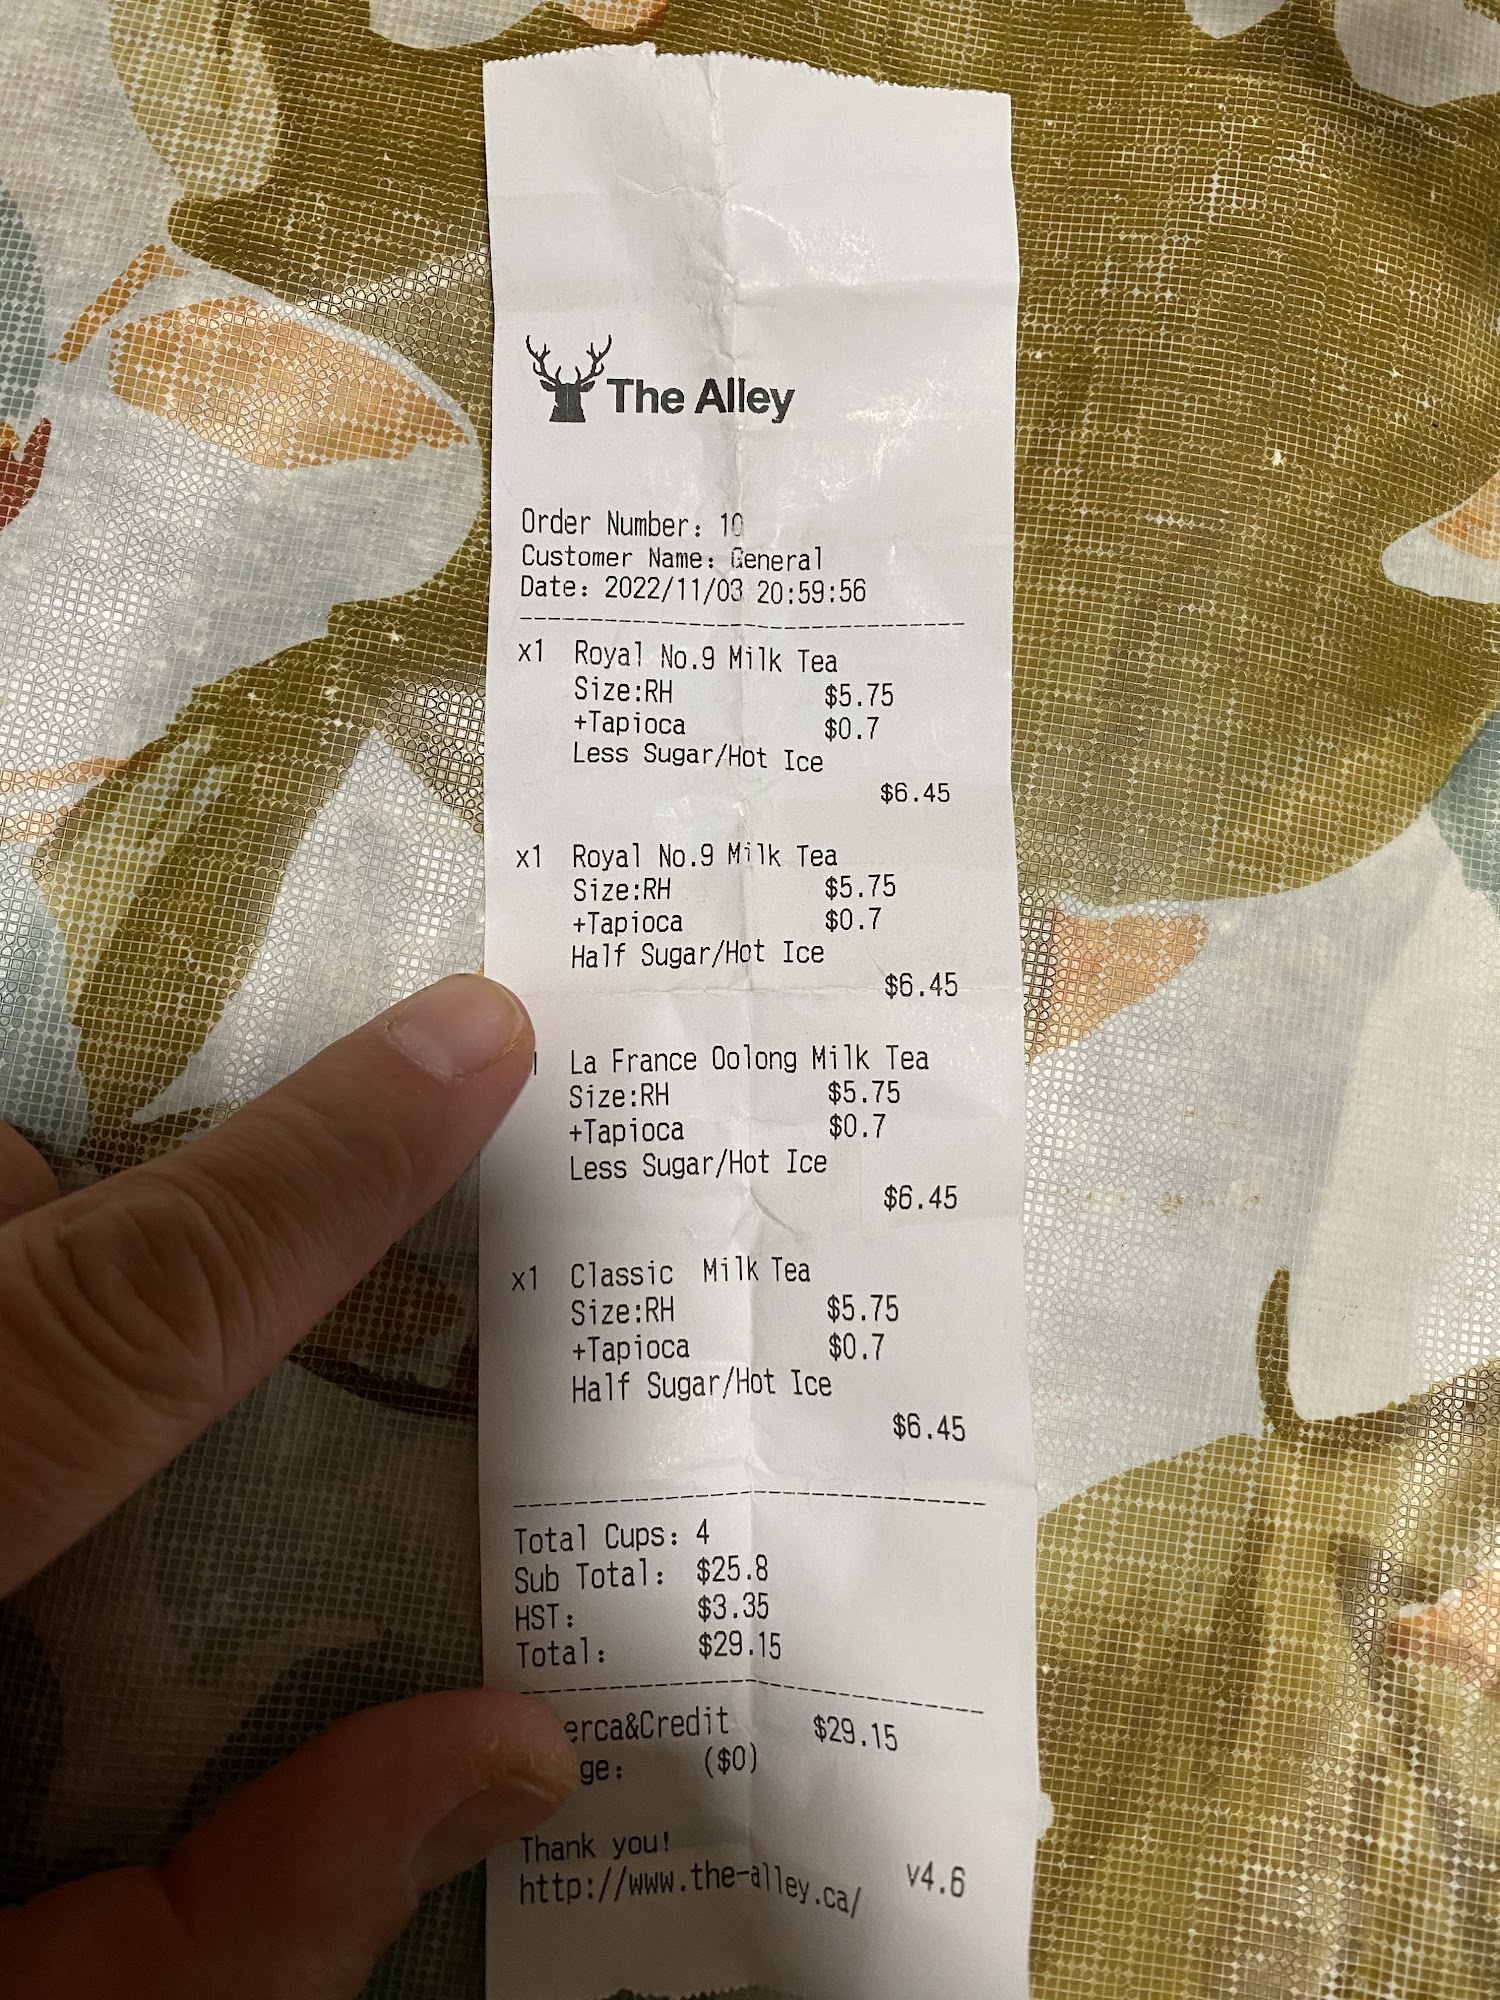 The Alley
Order Number: 10
Customer Name: General
Date: 2022/11/03 20:59:56
x1 Royal No.9 Milk Tea
Size:RH $5.75
+Tapioca $0.7
Less Sugar/Hot Ice
$6.45
x1 Royal No.9 Milk Tea
Size:RH $5.75
+Tapioca $0.7
Half Sugar/Hot Ice
$6.45
La France Oolong Milk Tea
Size:RH $5.75
+Tapioca $0.7
Less Sugar/Hot Ice
$6.45
x1 Classic Milk Tea
Size:RH $5.75
+Tapioca $0.7
Half Sugar/Hot Ice
$6.45
Total Cups: 4
Sub Total: $25.8
HST: $3.35
Total: $29.15
erca&Credit $29.15
ge: ($0)
Thank you!
http://www.the-alley.ca/ v4.6